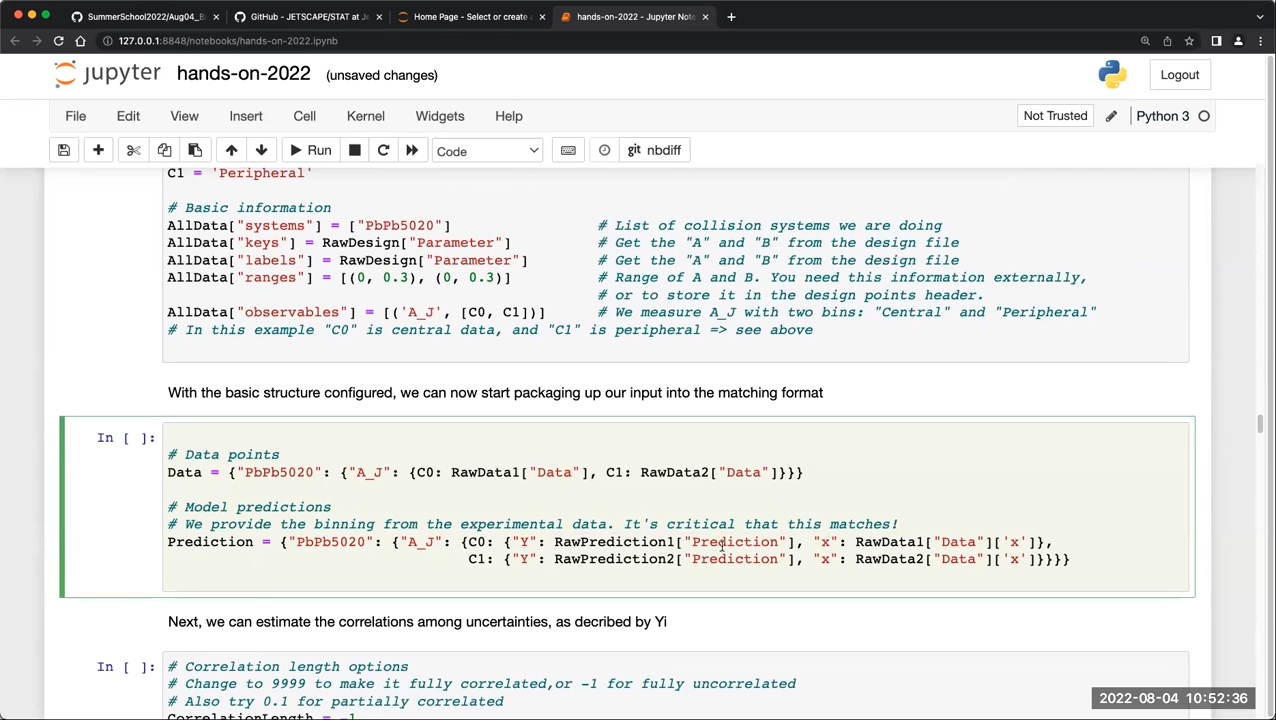 SummerSchool2022/Aug04_B
GitHub - JETSCAPE/STAT at Je
Home Page - Select or create
hands-on-2022 - Jupyter Note
127.0.0.1:8848/notebooks/hands-on-2022.ipynb
jupyter hands-on-2022 (unsaved changes)
Logout
File Edit View Insert Cell Kernel Widgets Help
Not Trusted
Python 3
Run
Code
git nbdiff
C1 = 'Peripheral'
# Basic information
AllData["systems"] = ["PbPb5020"] # List of collision systems we are doing
AllData["keys"] = RawDesign["Parameter"] # Get the "A" and "B" from the design file
AllData["labels"] = RawDesign["Parameter"] # Get the "A" and "B" from the design file
AllData["ranges"] = [(0, 0.3), (0, 0.3)] # Range of A and B. You need this information externally,
# or to store it in the design points header.
AllData["observables"] = [('A_J', [C0, C1])] # We measure A_J with two bins: "Central" and "Peripheral"
# In this example "C0" is central data, and "C1" is peripheral => see above
With the basic structure configured, we can now start packaging up our input into the matching format
In [ ]:
# Data points
Data = {"PbPb5020": {"A_J": {C0: RawData1["Data"], C1: RawData2["Data"]}}}
# Model predictions
# We provide the binning from the experimental data. It's critical that this matches!
Prediction = {"PbPb5020": {"A_J": {C0: {"Y": RawPrediction1["Prediction"], "x": RawData1["Data"]['x']},
C1: {"Y": RawPrediction2["Prediction"], "x": RawData2["Data"]['x']}}}}
Next, we can estimate the correlations among uncertainties, as decribed by Yi
In [ ]:
# Correlation length options
# Change to 9999 to make it fully correlated,or -1 for fully uncorrelated
# Also try 0.1 for partially correlated
CorrelationLength = -1
2022-08-04 10:52:36